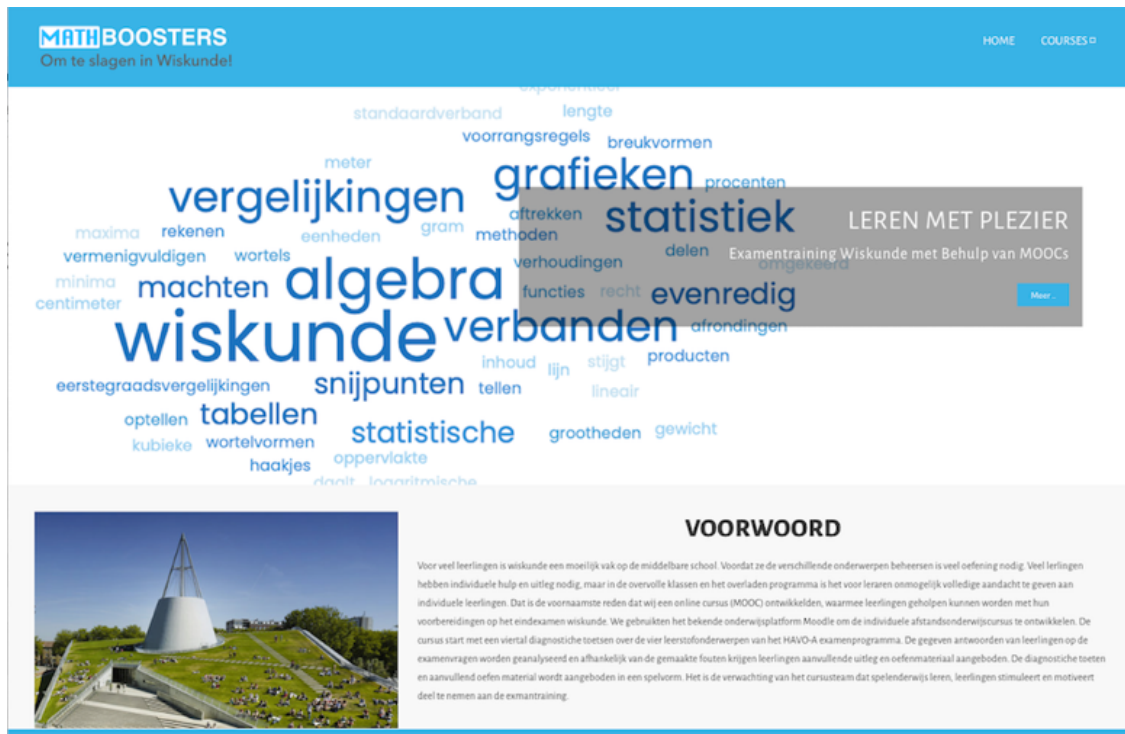 MATHBOOSTERS
Om te slagen in Wiskunde!
HOME
COURSES
exponentieel
standaardverband
lengte
voorrangsregels
breukvormen
meter
grafieken
vergelijkingen
procenten
aftrekken
statistiek
LEREN MET PLEZIER
maxima
rekenen
eenheden
gram
methoden
vermenigvuldigen
wortels
verhoudingen
delen
Examentraining Wiskunde met Behulp van MOOCs
omgekeerd
minima
machten
algebra
functies
recht
evenredig
Meer ..
centimeter
wiskunde
verbanden
afrondingen
inhoud
lijn
stijgt
producten
eerstegraadsvergelijkingen
snijpunten
tellen
lineair
optellen
tabellen
statistische
grootheden
gewicht
kubieke
wortelvormen
haakjes
oppervlakte
daalt
logaritmische
VOORWOORD
Voor veel leerlingen is wiskunde een moeilijk vak op de middelbare school. Voordat ze de verschillende onderwerpen beheersen is veel oefening nodig. Veel lerlingen
hebben individuele hulp en uitleg nodig, maar in de overvolle klassen en het overladen programma is het voor leraren onmogelijk volledige aandacht te geven aan
individuele leerlingen. Dat is de voornaamste reden dat wij een online cursus (MOOC) ontwikkelden, waarmee leerlingen geholpen kunnen worden met hun
voorbereidingen op het eindexamen wiskunde. We gebruikten het bekende onderwijsplatform Moodle om de individuele afstandsonderwijscursus te ontwikkelen. De
cursus start met een viertal diagnostische toetsen over de vier leerstofonderwerpen van het HAVO-A examenprogramma. De gegeven antwoorden van leerlingen op de
examenvragen worden geanalyseerd en afhankelijk van de gemaakte fouten krijgen leerlingen aanvullende uitleg en oefenmateriaal aangeboden. De diagnostische toeten
en aanvullend oefen material wordt aangeboden in een spelvorm. Het is de verwachting van het cursusteam dat spelenderwijs leren, leerlingen stimuleert en motiveert
deel te nemen aan de exmantraining.